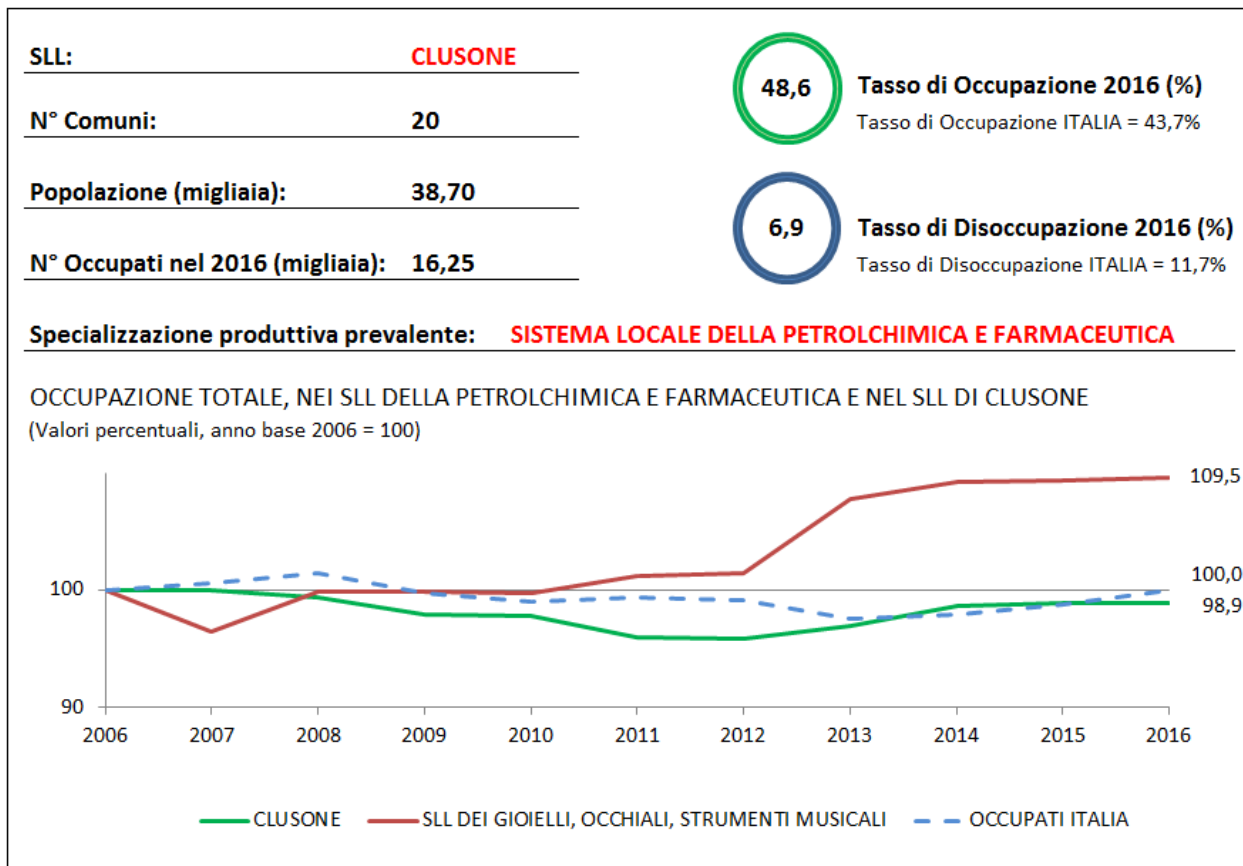 SLL: CLUSONE
N° Comuni: 20
Popolazione (migliaia): 38,70
N° Occupati nel 2016 (migliaia): 16,25
48,6 Tasso di Occupazione 2016 (%)
Tasso di Occupazione ITALIA = 43,7%
6,9 Tasso di Disoccupazione 2016 (%)
Tasso di Disoccupazione ITALIA = 11,7%
Specializzazione produttiva prevalente: SISTEMA LOCALE DELLA PETROLCHIMICA E FARMACEUTICA
OCCUPAZIONE TOTALE, NEI SLL DELLA PETROLCHIMICA E FARMACEUTICA E NEL SLL DI CLUSONE
(Valori percentuali, anno base 2006 = 100)
109,5
100
100,0
98,9
90
2006 2007 2008 2009 2010 2011 2012 2013 2014 2015 2016
CLUSONE SLL DEI GIOIELLI, OCCHIALI, STRUMENTI MUSICALI OCCUPATI ITALIA